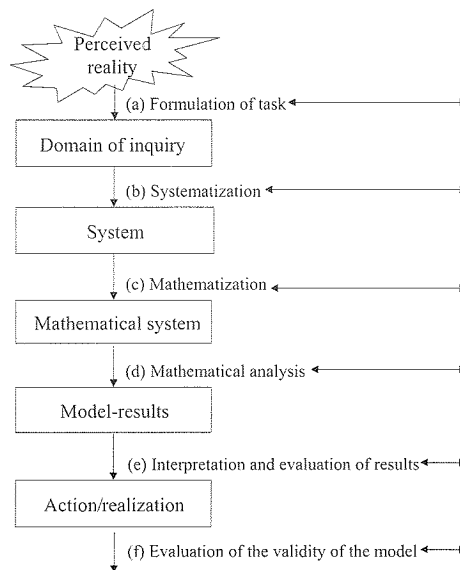 Perceived
reality
(a) Formulation of task
Domain of inquiry
(b) Systematization
System
(c) Mathematization
Mathematical system
(d) Mathematical analysis
Model-results
(e) Interpretation and evaluation of results
Action/realization
(f) Evaluation of the validity of the model